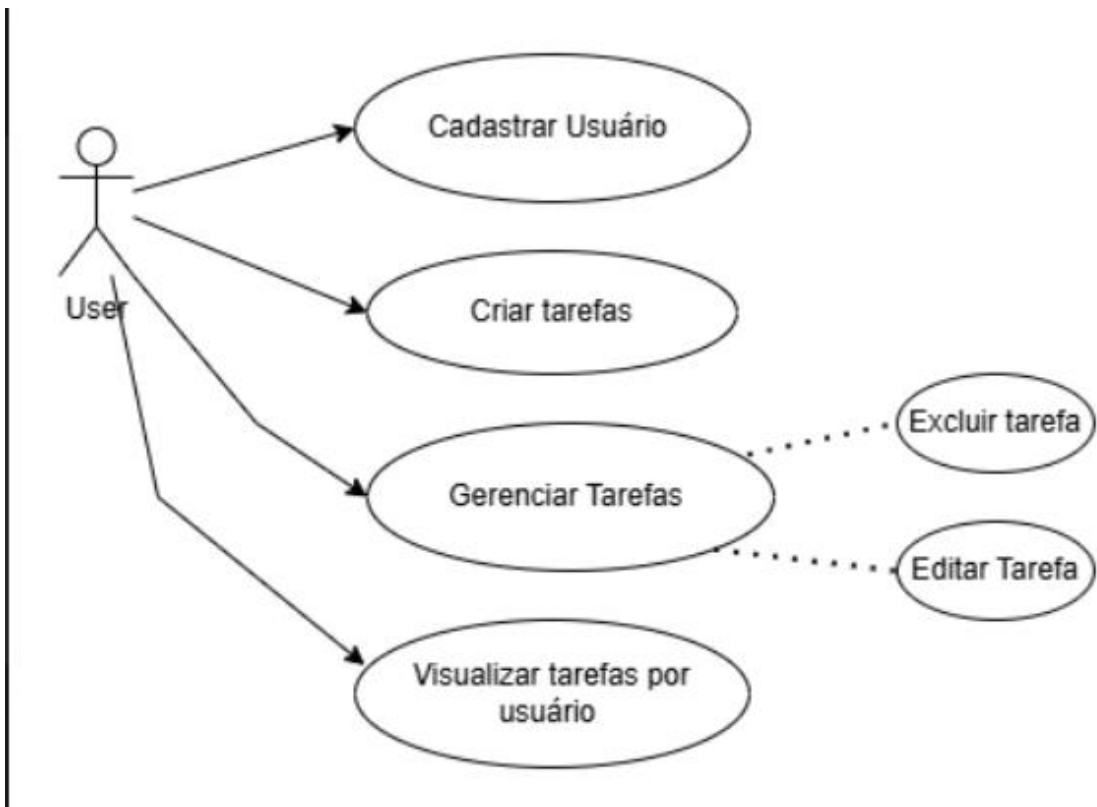 Cadastrar Usuário
User
Criar tarefas
Excluir tarefa
Gerenciar Tarefas
Editar Tarefa
Visualizar tarefas por
usuário